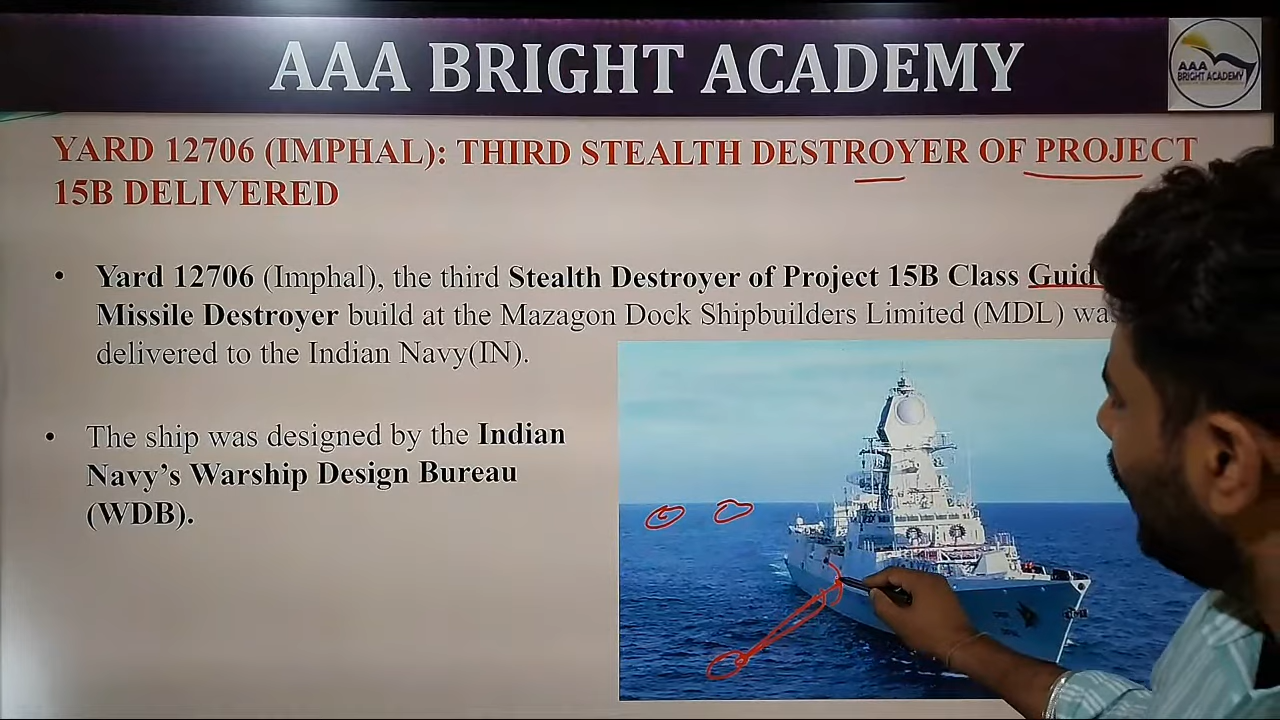 AAA BRIGHT ACADEMY
AAA
BRIGHT ACADEMY
YARD 12706 (IMPHAL): THIRD STEALTH DESTROYER OF PROJECT
15B DELIVERED
• Yard 12706 (Imphal), the third Stealth Destroyer of Project 15B Class
Missile Destroyer build at the Mazagon Dock Shipbuilders Limited (MDL)
delivered to the Indian Navy(IN).
• The ship was designed by the Indian
Navy’s Warship Design Bureau
(WDB).